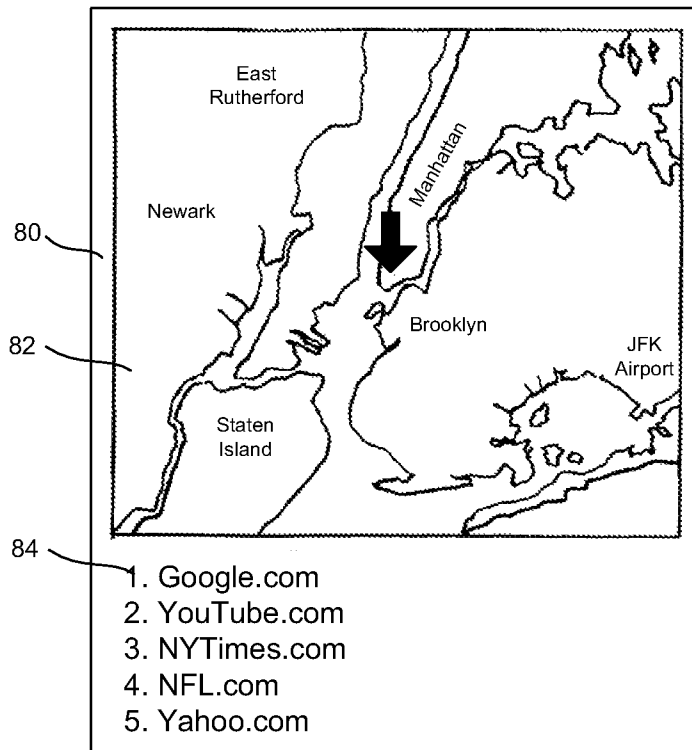 East
Rutherford
Manhattan
Newark
80
Brooklyn
82
JFK
Airport
Staten
Island
84
1. Google.com
2. YouTube.com
3. NYTimes.com
4. NFL.com
5. Yahoo.com